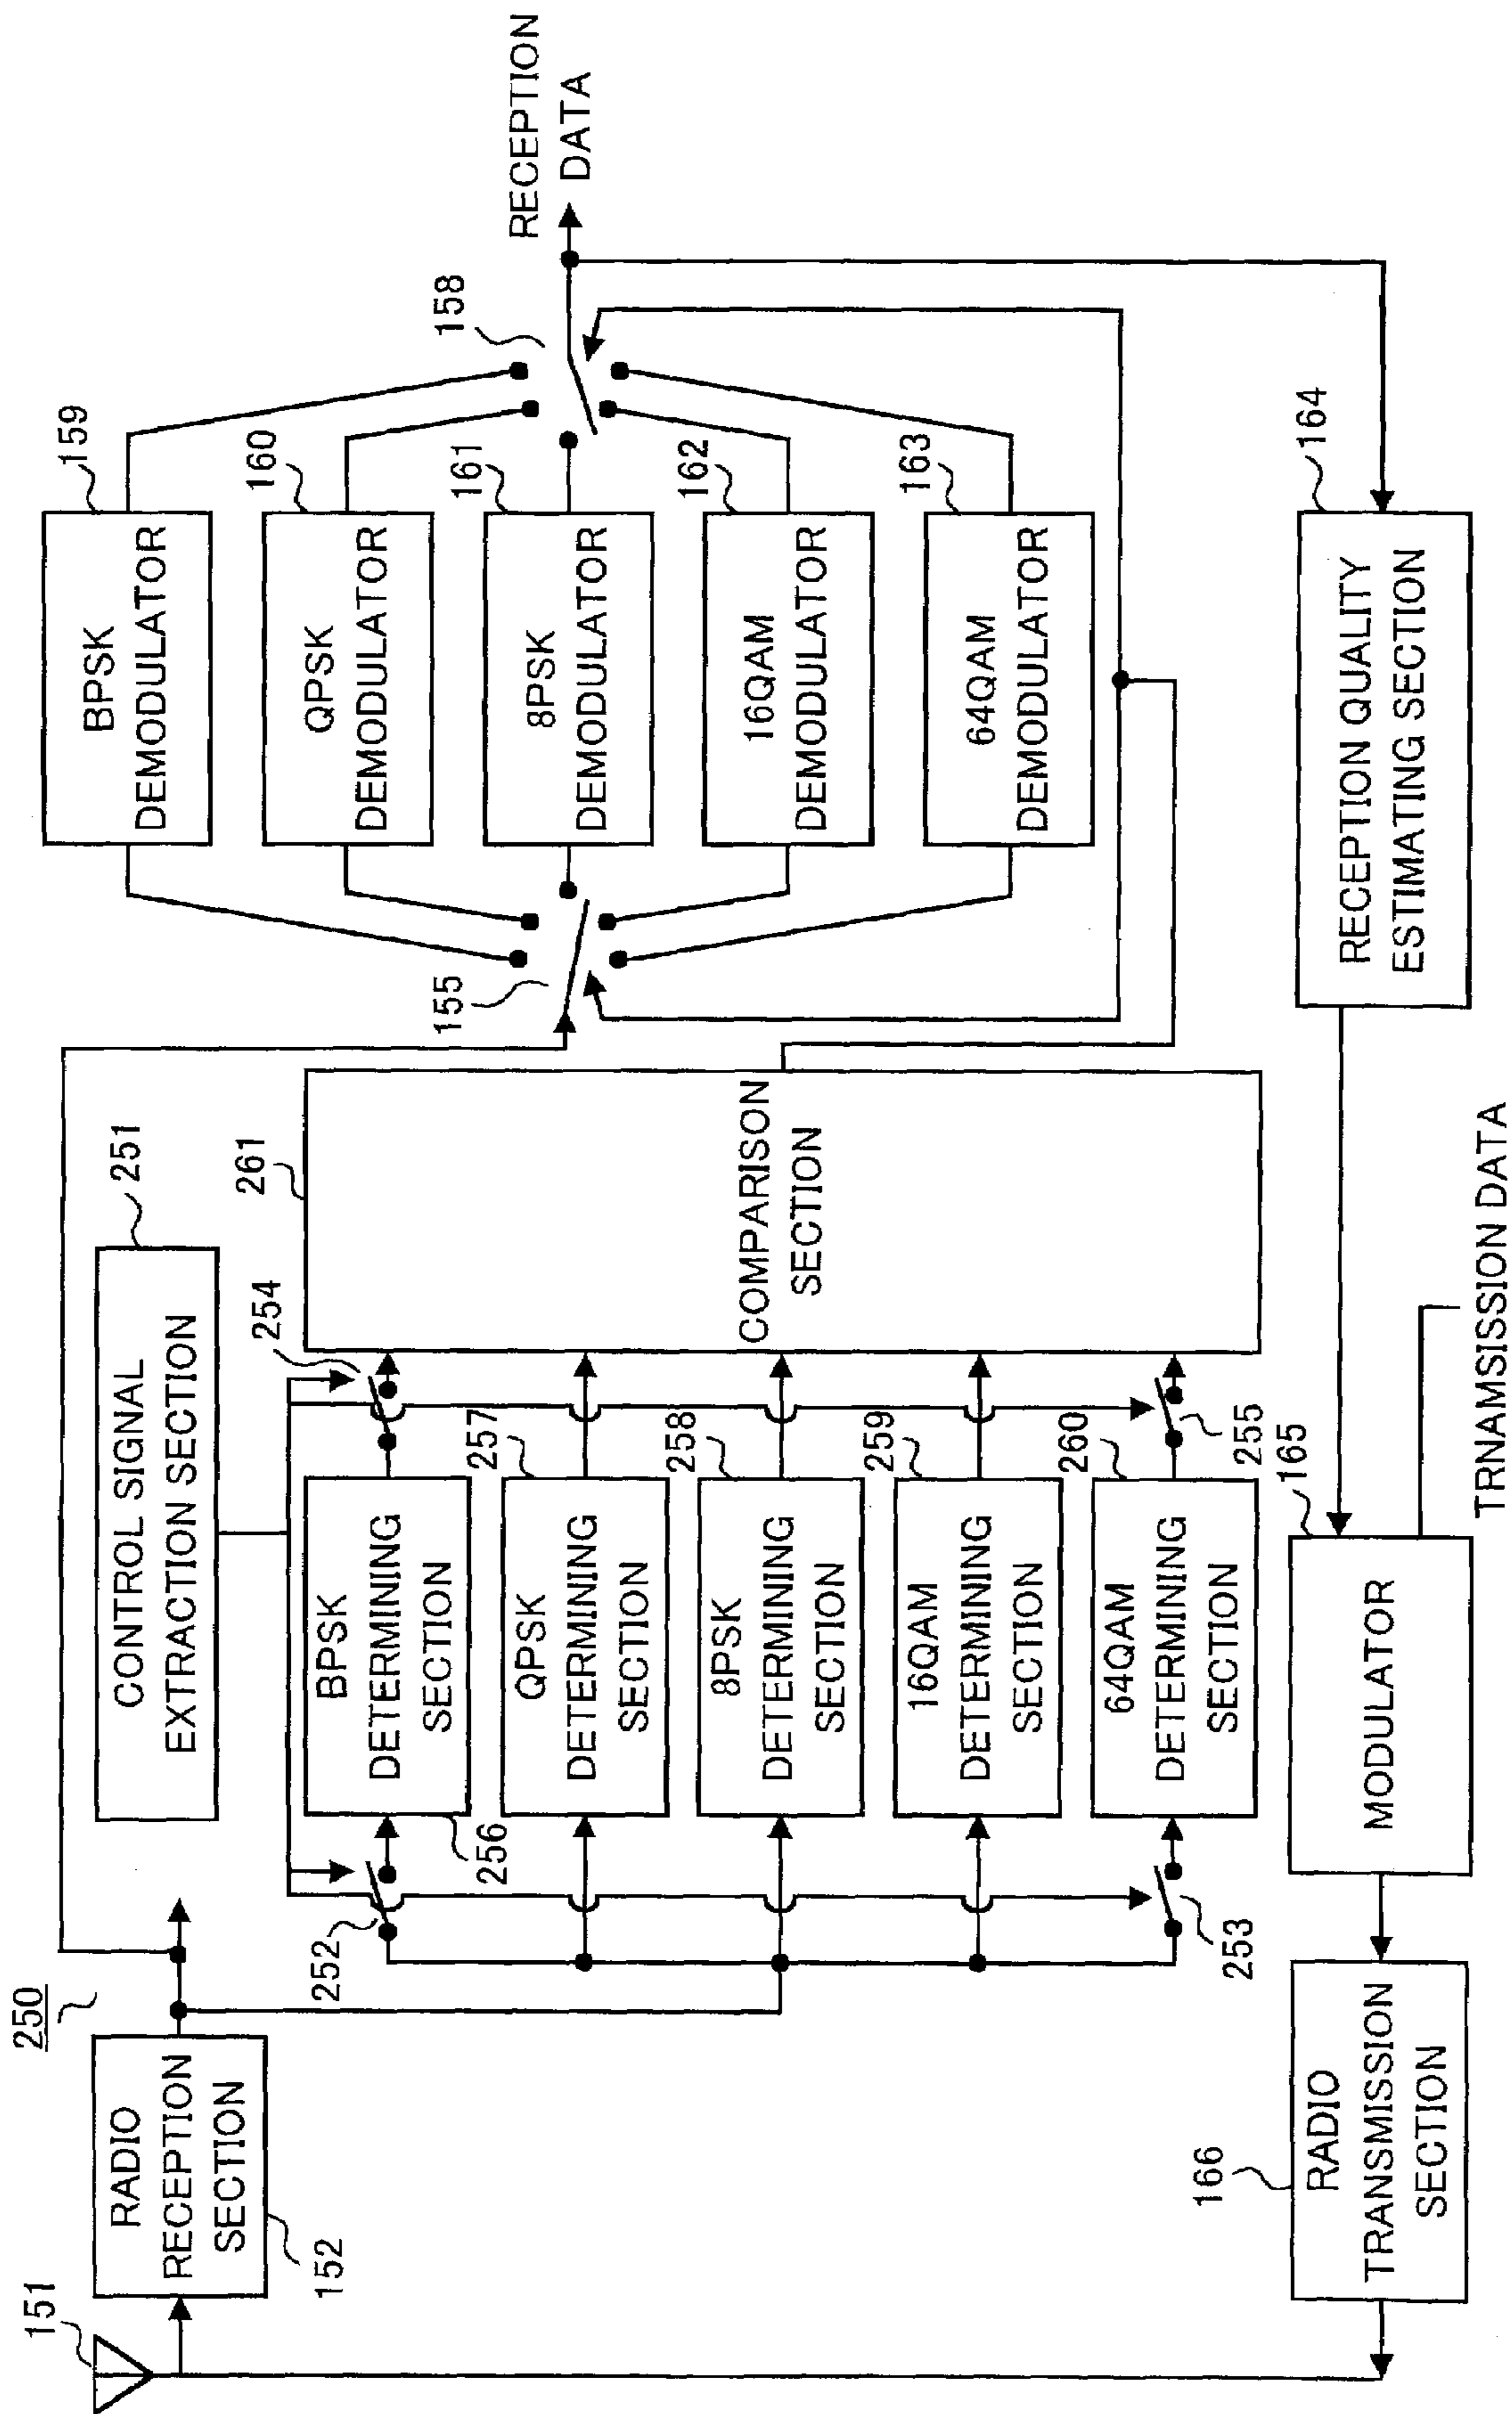 250
151
RADIO
RECEPTION
SECTION
152
CONTROL SIGNAL
EXTRACTION SECTION
251
252
254
BPSK
DETERMINING
SECTION
256
257
QPSK
DETERMINING
SECTION
258
8PSK
DETERMINING
SECTION
259
16QAM
DETERMINING
SECTION
260
64QAM
DETERMINING
SECTION
253
255
261
COMPARISON
SECTION
155
BPSK
DEMODULATOR
159
QPSK
DEMODULATOR
160
8PSK
DEMODULATOR
161
16QAM
DEMODULATOR
162
64QAM
DEMODULATOR
163
158
RECEPTION
DATA
166
RADIO
TRANSMISSION
SECTION
165
MODULATOR
TRNAMSISSION DATA
RECEPTION QUALITY
ESTIMATING SECTION
164